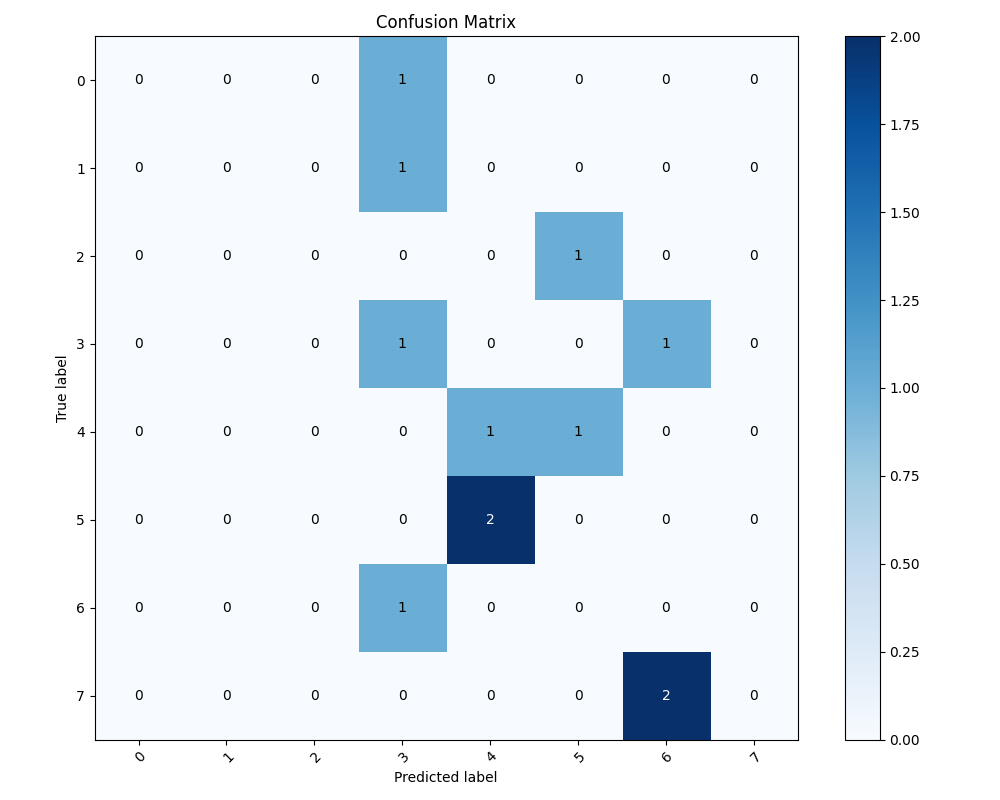 Confusion Matrix
0 0 0 0 1 0 0 0 0
1 0 0 0 1 0 0 0 0
2 0 0 0 0 0 1 0 0
3 0 0 0 1 0 0 1 0
4 0 0 0 0 1 1 0 0
5 0 0 0 0 2 0 0 0
6 0 0 0 1 0 0 0 0
7 0 0 0 0 0 0 2 0
0 1 2 3 4 5 6 7
True label
Predicted label
2.00
1.75
1.50
1.25
1.00
0.75
0.50
0.25
0.00